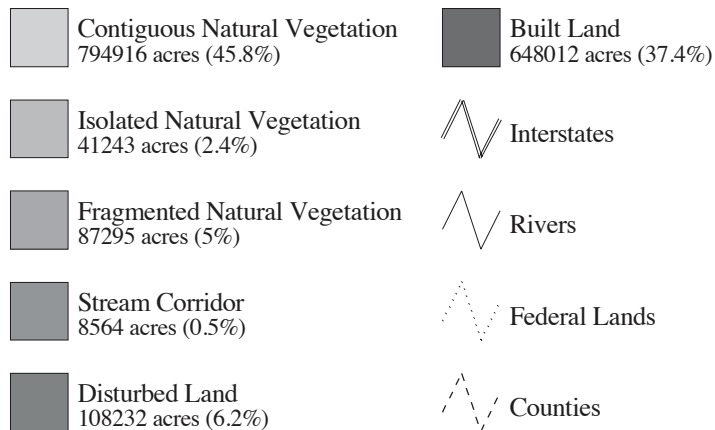 Contiguous Natural Vegetation
794916 acres (45.8%)
Isolated Natural Vegetation
41243 acres (2.4%)
Fragmented Natural Vegetation
87295 acres (5%)
Stream Corridor
8564 acres (0.5%)
Disturbed Land
108232 acres (6.2%)
Built Land
648012 acres (37.4%)
Interstates
Rivers
Federal Lands
Counties